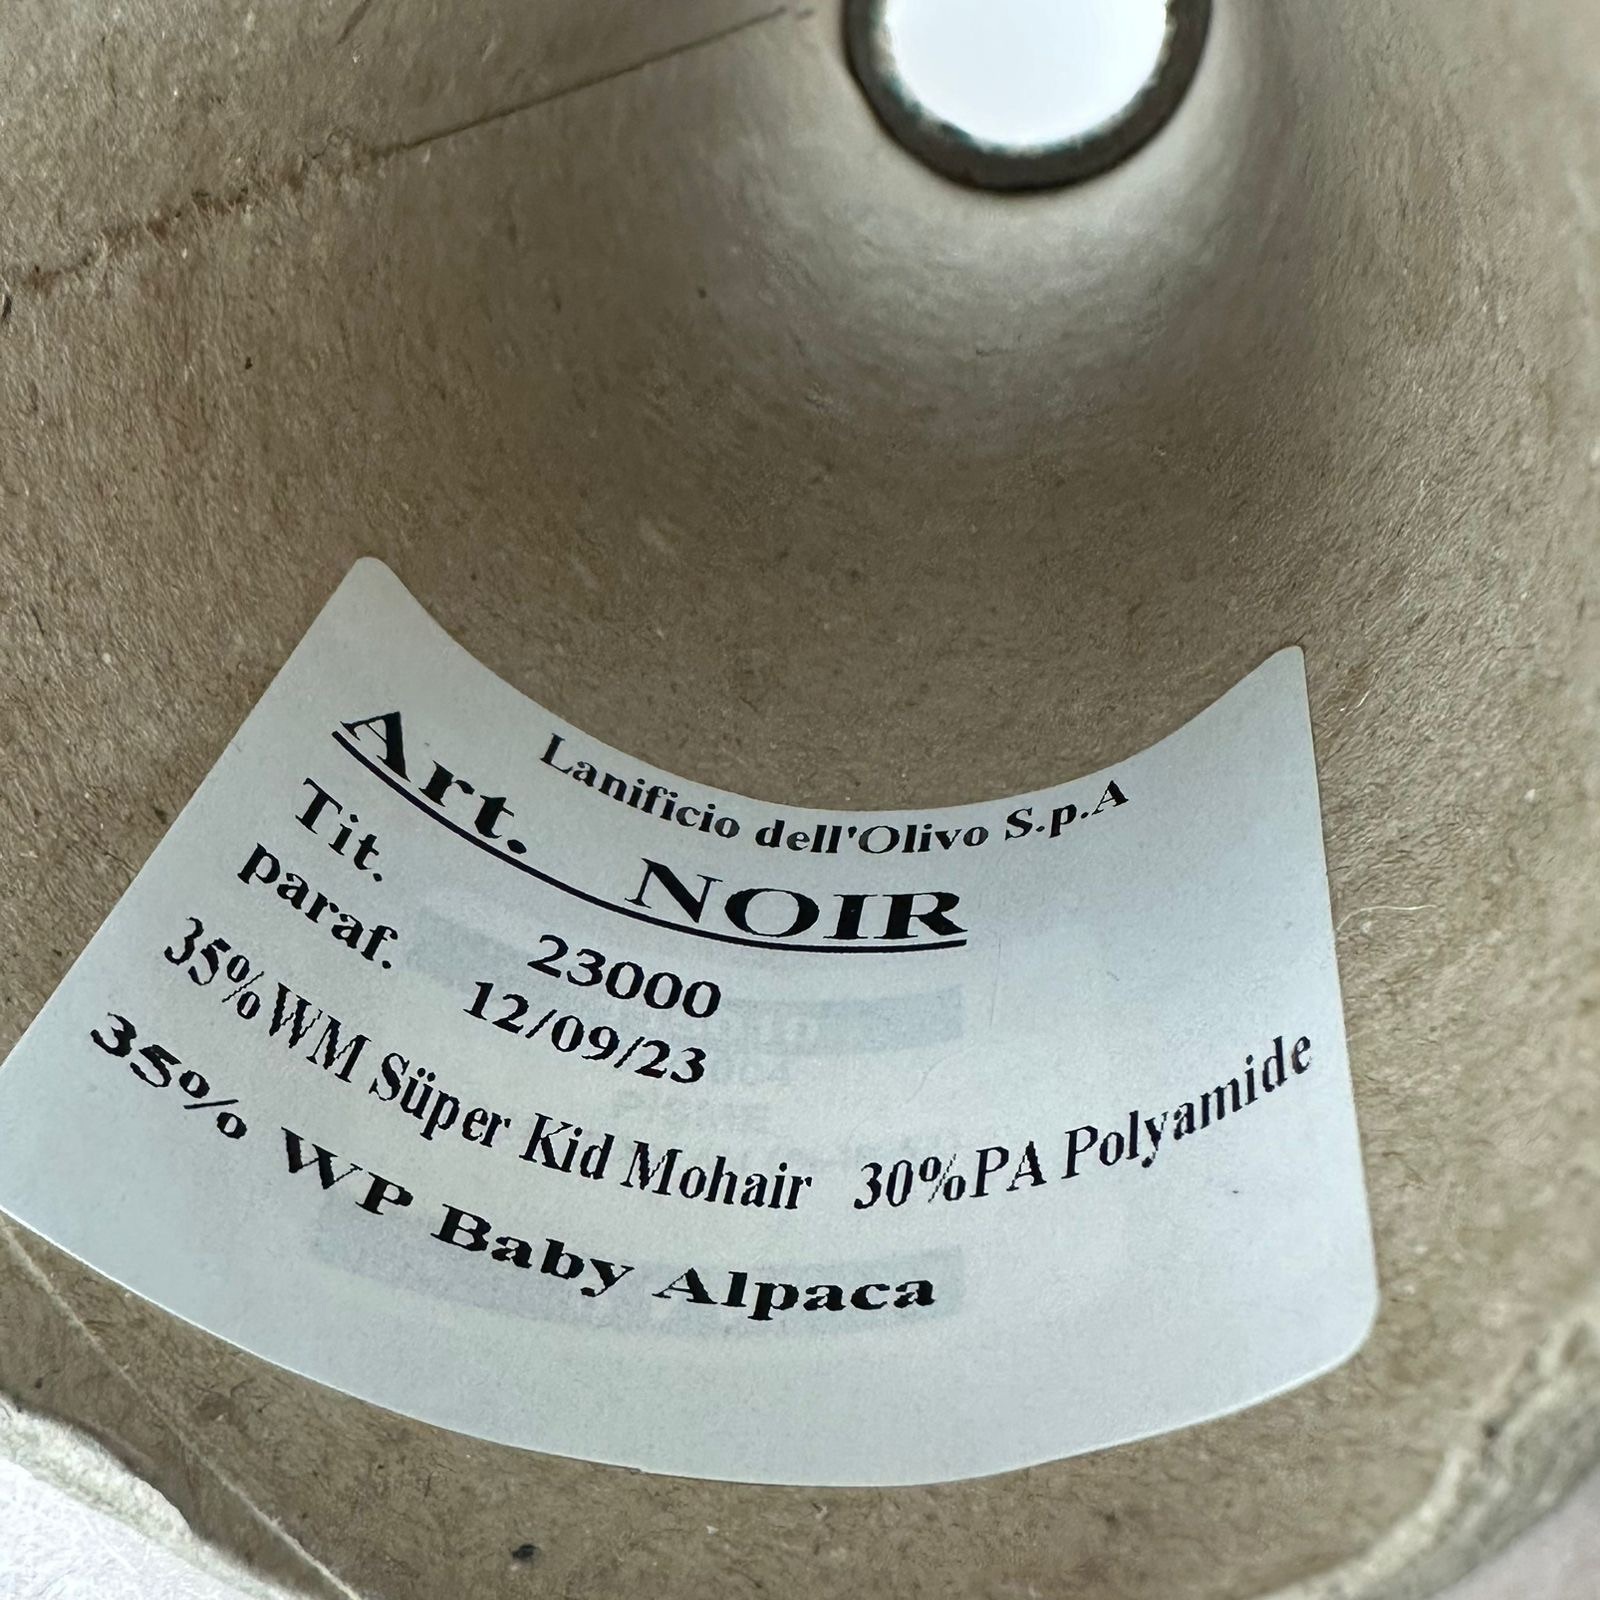 Lanificio dell'Olivo S.p.A
Art. NOIR
Tit. 23000
paraf. 12/09/23
35%WM Süper Kid Mohair 30%PA Polyamide
35% WP Baby Alpaca